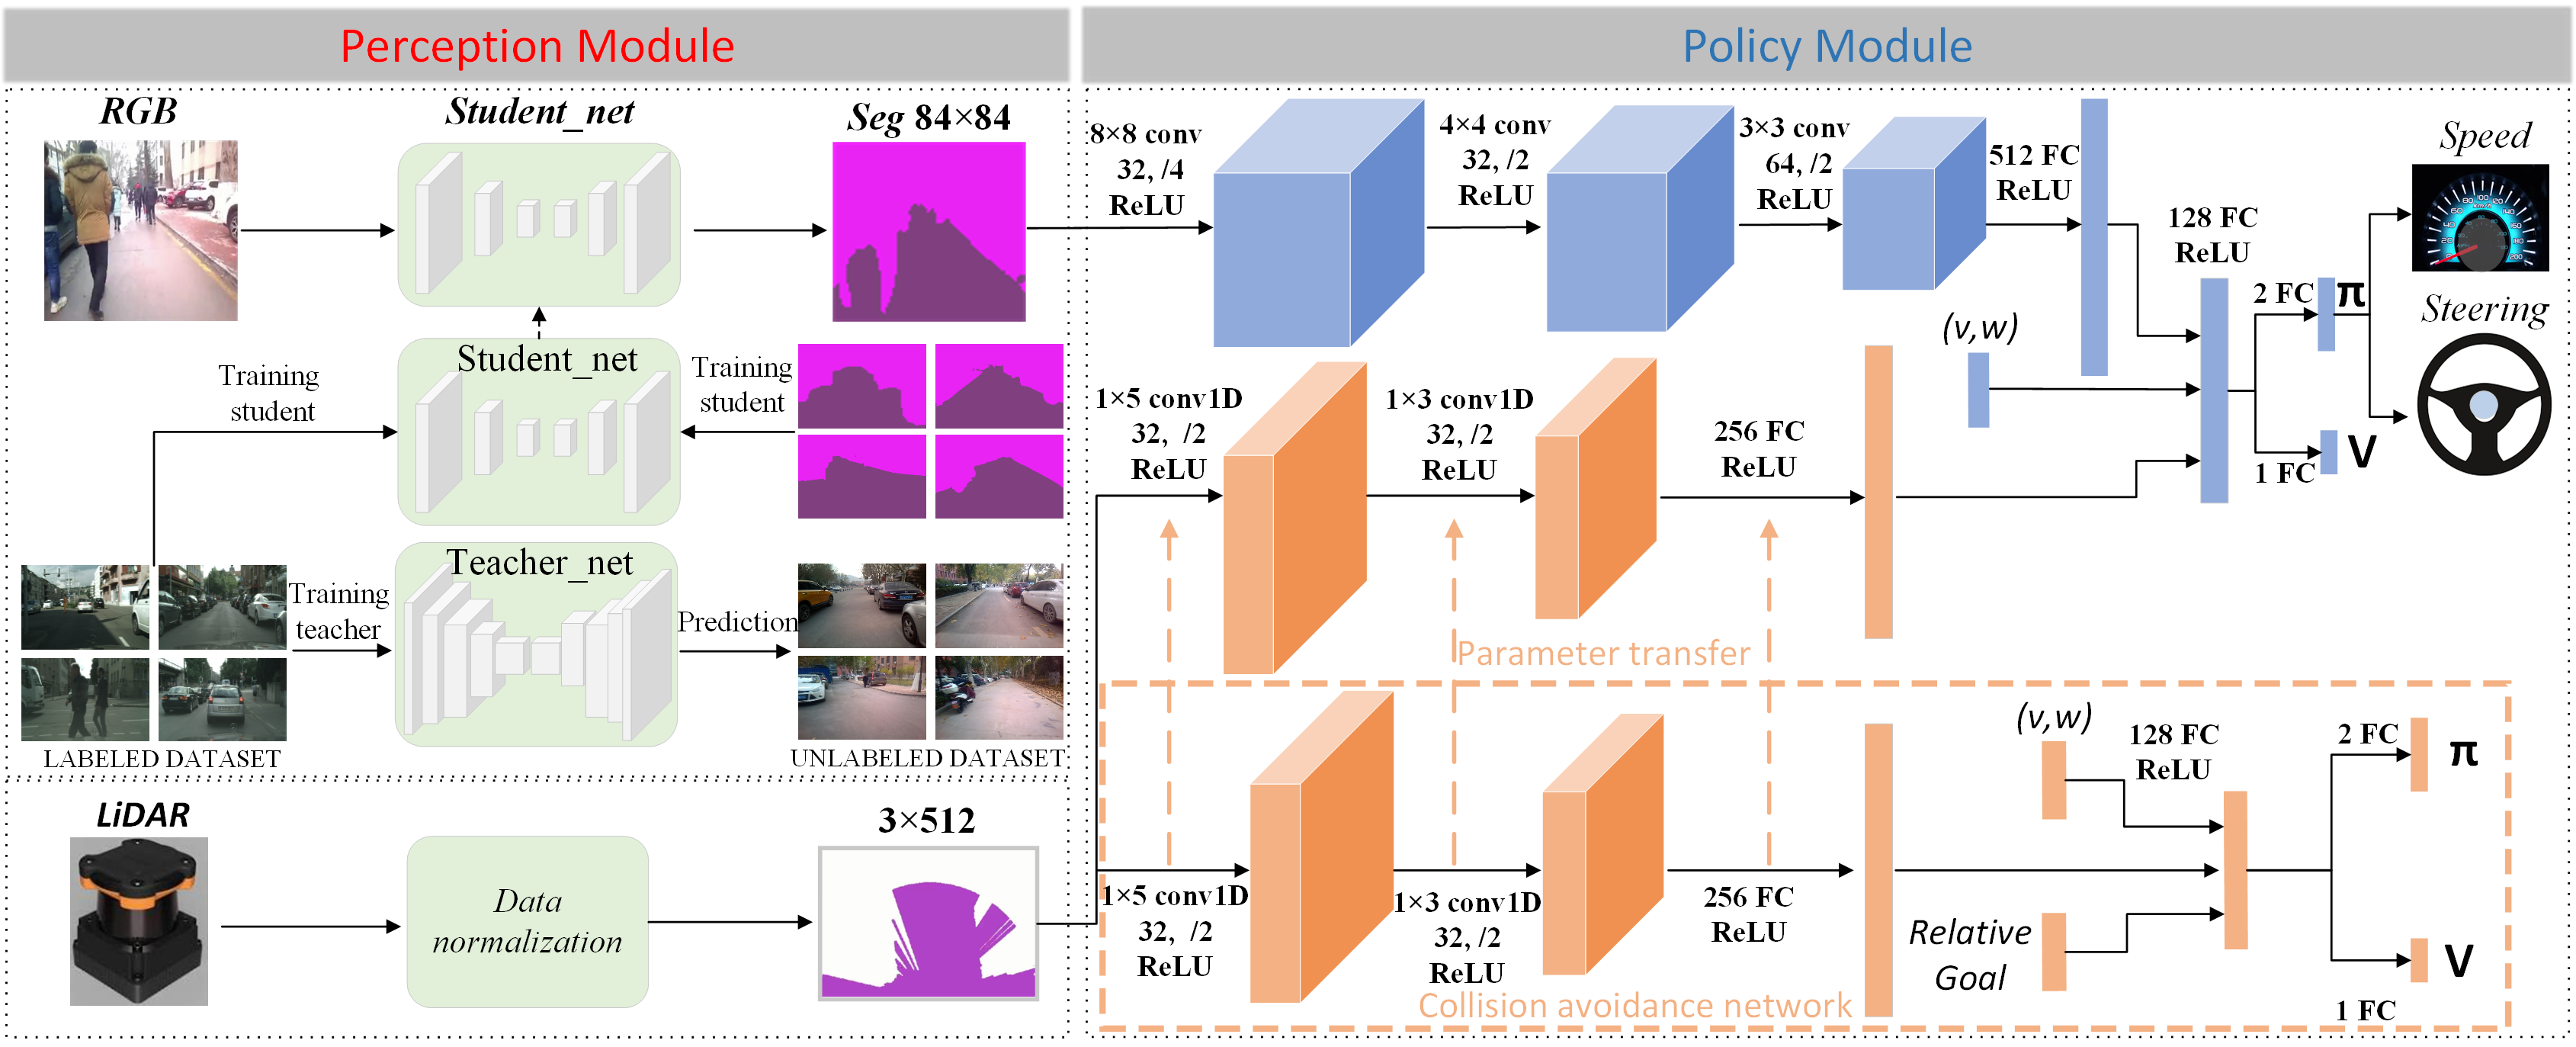 Perception Module
Policy Module
RGB
Student_net
Seg 84×84
Student_net
Training
student
Training
student
Teacher_net
Training
teacher
Prediction
LABELED DATASET
UNLABELED DATASET
LiDAR
Data
normalization
3×512
8×8 conv
32, /4
ReLU
4×4 conv
32, /2
ReLU
3×3 conv
64, /2
ReLU
512 FC
ReLU
128 FC
ReLU
(v,w)
2 FC
π
1 FC
V
Speed
Steering
1×5 conv1D
32, /2
ReLU
1×3 conv1D
32, /2
ReLU
256 FC
ReLU
Parameter transfer
1×5 conv1D
32, /2
ReLU
1×3 conv1D
32, /2
ReLU
256 FC
ReLU
(v,w)
128 FC
ReLU
Relative
Goal
2 FC
π
V
1 FC
Collision avoidance network